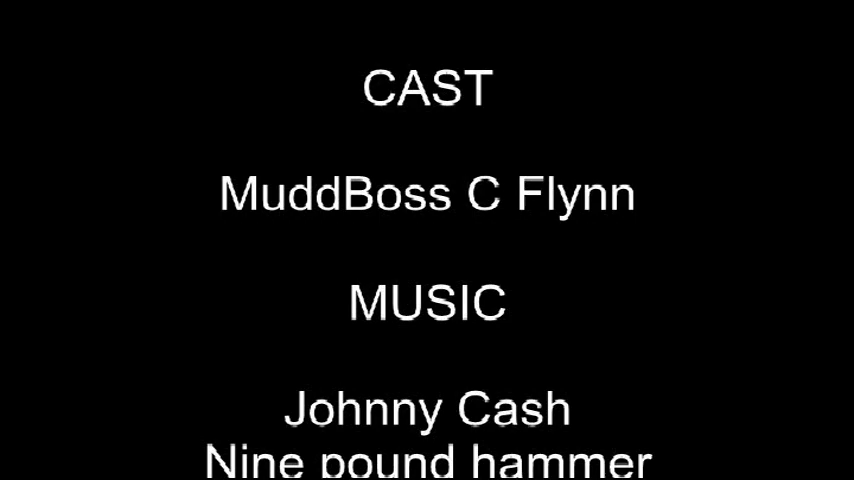 CAST
MuddBoss C Flynn
MUSIC
Johnny Cash
Nine pound hammer